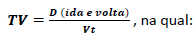 TV = D (ida e volta) / Vt, na qual: